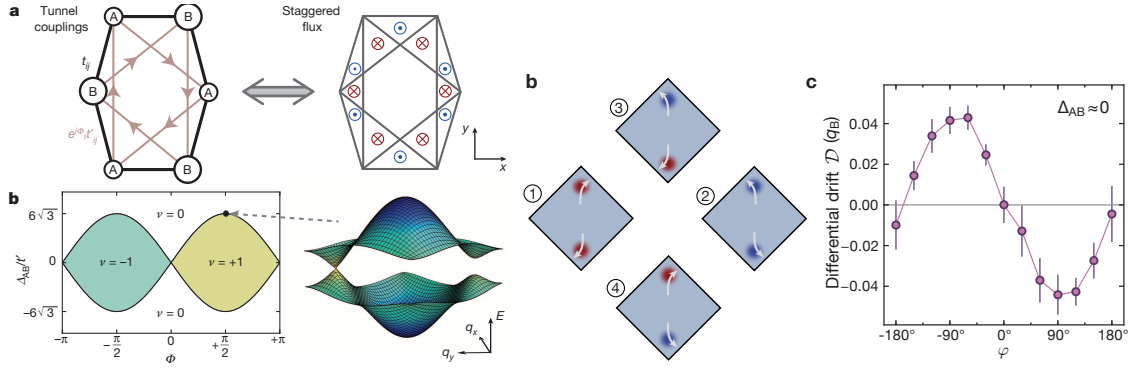 a
Tunnel couplings
Staggered flux
A
B
t_ij
B
A
e^{iΦ_ij}t'_ij
A
B
y
x
b
Δ_AB/t'
6√3
0
−6√3
ν = 0
ν = −1
ν = +1
ν = 0
−π
−π/2
Φ
+π/2
+π
E
q_x
q_y
b
3
1
2
4
c
Δ_AB ≈ 0
Differential drift 𝒟 (q_B)
0.04
0.02
0.00
-0.02
-0.04
-180°
-90°
0°
90°
180°
φ